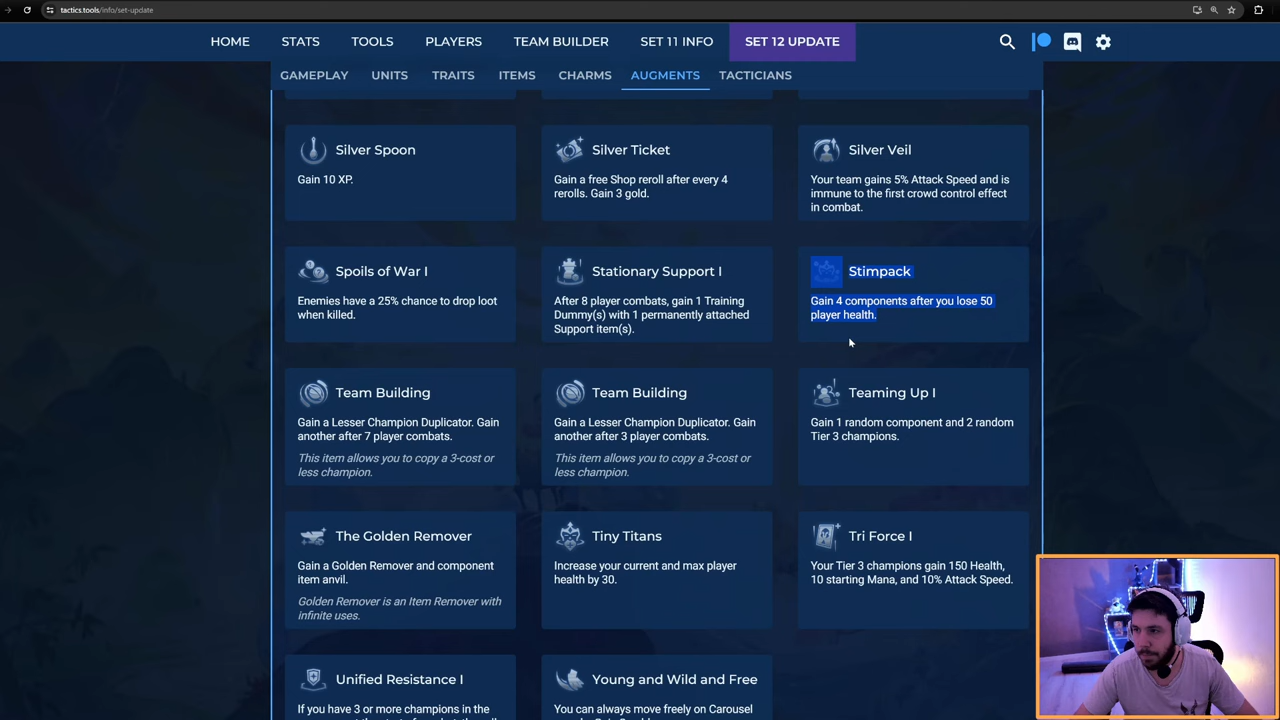 tactics.tools/info/set-update
HOME STATS TOOLS PLAYERS TEAM BUILDER SET 11 INFO SET 12 UPDATE
GAMEPLAY UNITS TRAITS ITEMS CHARMS AUGMENTS TACTICIANS
Silver Spoon
Gain 10 XP.
Silver Ticket
Gain a free Shop reroll after every 4
rerolls. Gain 3 gold.
Silver Veil
Your team gains 5% Attack Speed and is
immune to the first crowd control effect
in combat.
Spoils of War I
Enemies have a 25% chance to drop loot
when killed.
Stationary Support I
After 8 player combats, gain 1 Training
Dummy(s) with 1 permanently attached
Support item(s).
Stimpack
Gain 4 components after you lose 50
player health.
Team Building
Gain a Lesser Champion Duplicator. Gain
another after 7 player combats.
This item allows you to copy a 3-cost or
less champion.
Team Building
Gain a Lesser Champion Duplicator. Gain
another after 3 player combats.
This item allows you to copy a 3-cost or
less champion.
Teaming Up I
Gain 1 random component and 2 random
Tier 3 champions.
The Golden Remover
Gain a Golden Remover and component
item anvil.
Golden Remover is an Item Remover with
infinite uses.
Tiny Titans
Increase your current and max player
health by 30.
Tri Force I
Your Tier 3 champions gain 150 Health,
10 starting Mana, and 10% Attack Speed.
Unified Resistance I
If you have 3 or more champions in the
Young and Wild and Free
You can always move freely on Carousel